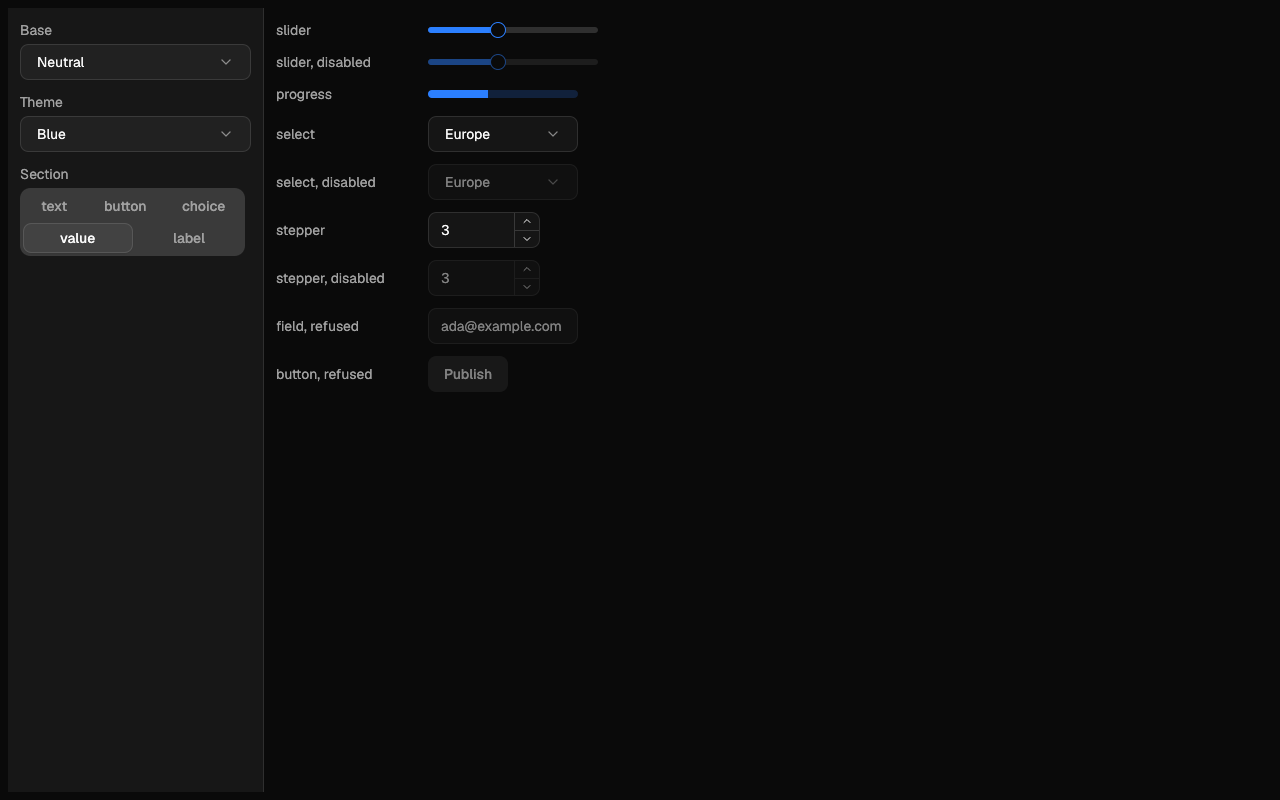 Base
Neutral
Theme
Blue
Section
text button choice
value label
slider
slider, disabled
progress
select Europe
select, disabled Europe
stepper 3
stepper, disabled 3
field, refused ada@example.com
button, refused Publish